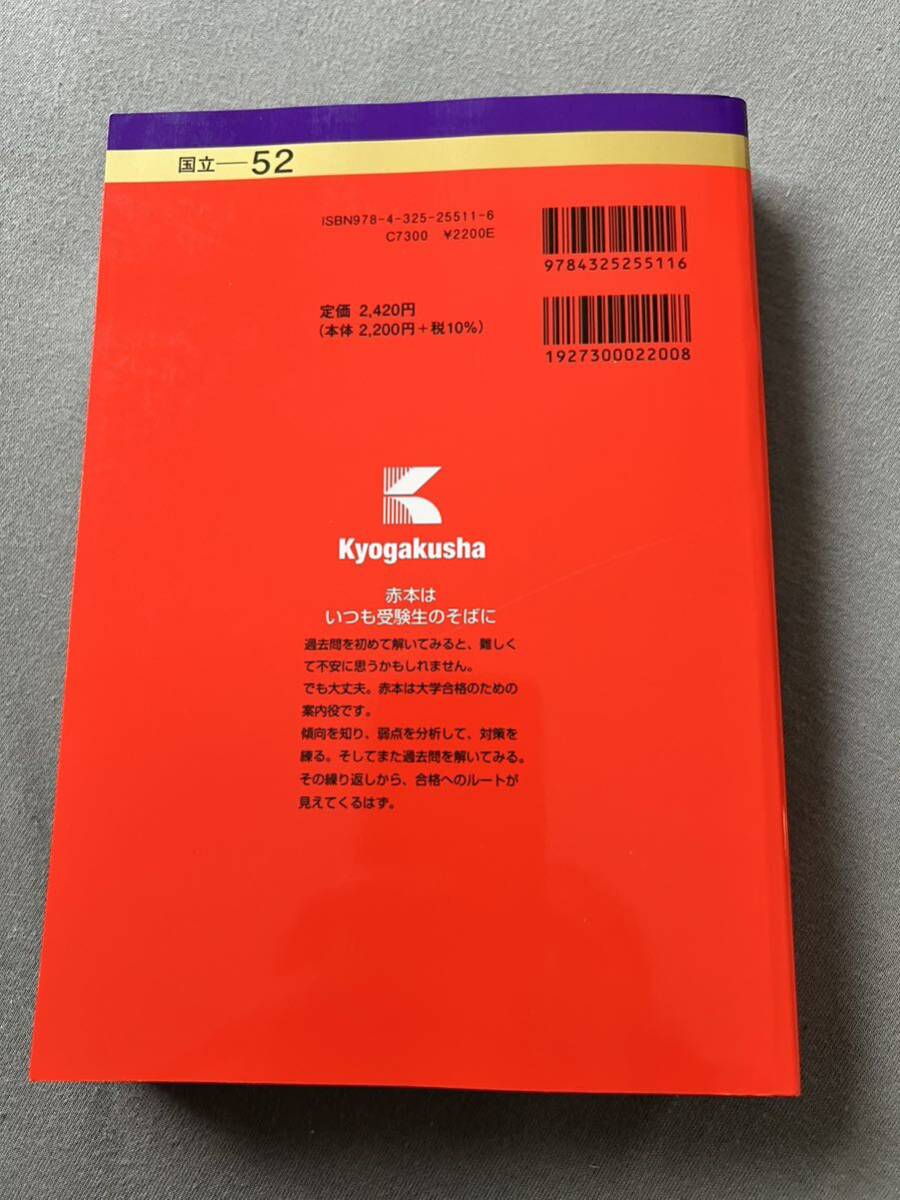 国立──52
ISBN978-4-325-25511-6
C7300 ¥2200E
9784325255116
定価 2,420円
(本体 2,200円+税10%)
1927300022008
Kyogakusha
赤本は
いつも受験生のそばに
過去問を初めて解いてみると、難しく
て不安に思うかもしれません。
でも大丈夫。赤本は大学合格のための
案内役です。
傾向を知り、弱点を分析して、対策を
練る。そしてまた過去問を解いてみる。
その繰り返しから、合格へのルートが
見えてくるはず。